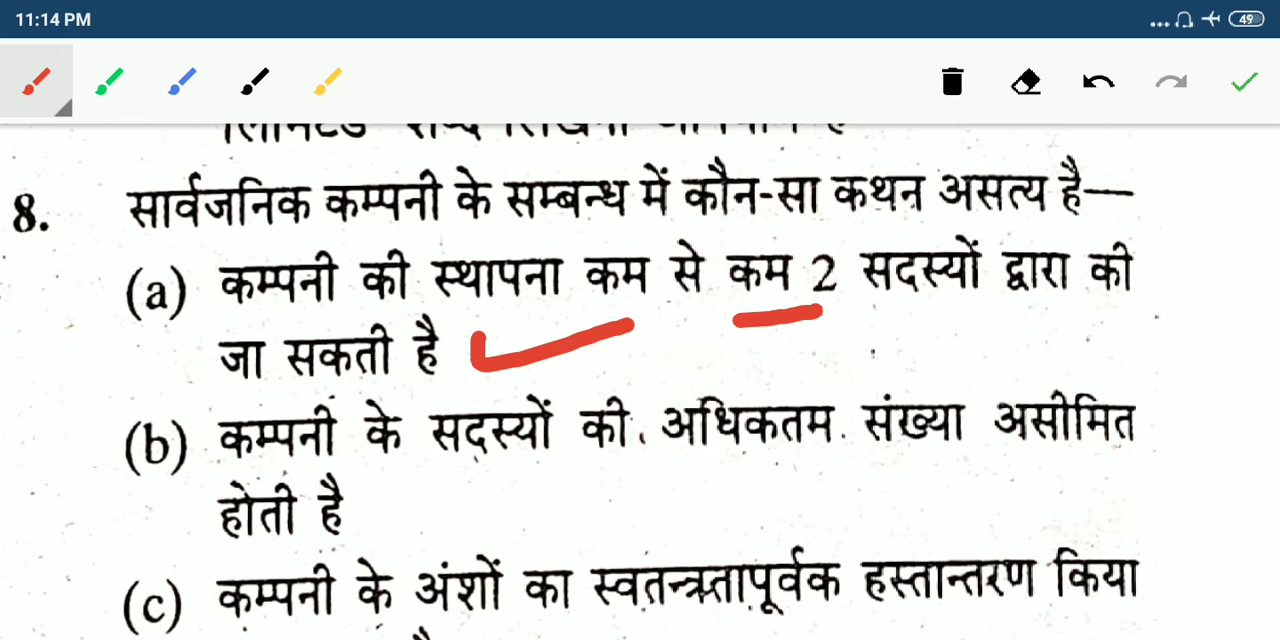 11:14 PM
49
8. सार्वजनिक कम्पनी के सम्बन्ध में कौन-सा कथन असत्य है—
(a) कम्पनी की स्थापना कम से कम 2 सदस्यों द्वारा की
जा सकती है
(b) कम्पनी के सदस्यों की अधिकतम संख्या असीमित
होती है
(c) कम्पनी के अंशों का स्वतन्त्रतापूर्वक हस्तान्तरण किया